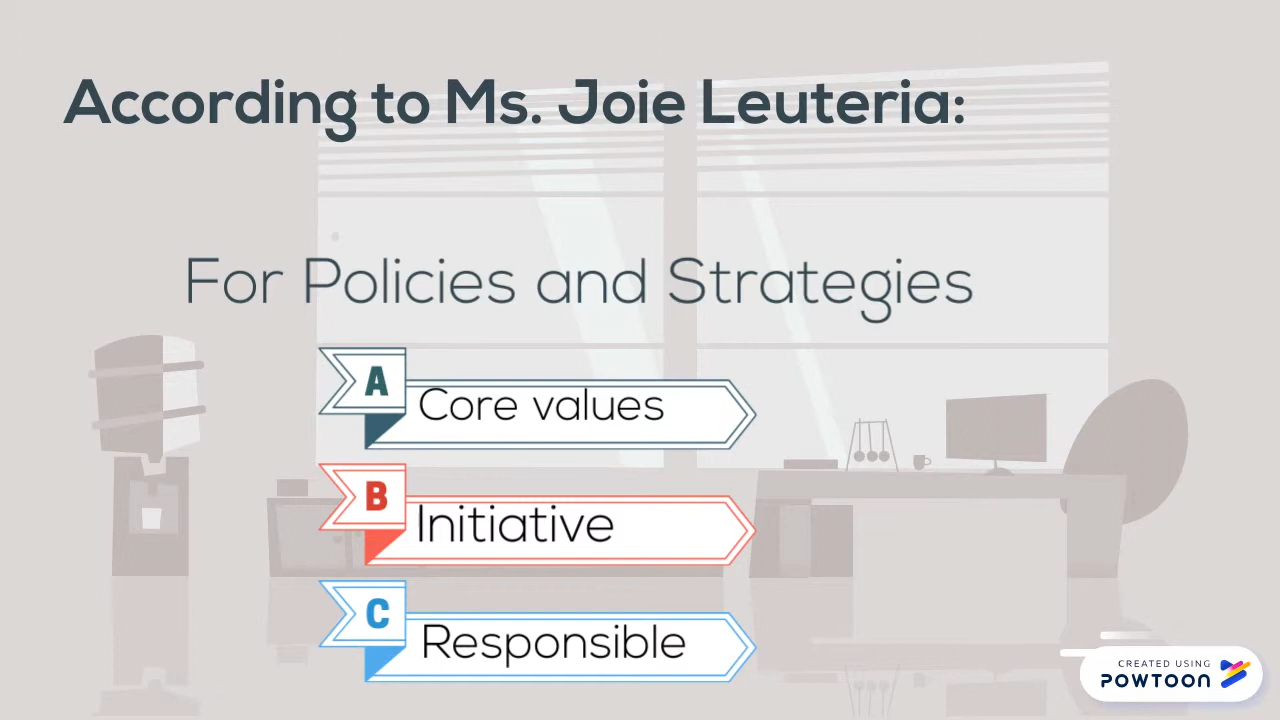 According to Ms. Joie Leuteria:
For Policies and Strategies
A
Core values
B
Initiative
C
Responsible
CREATED USING
POWTOON